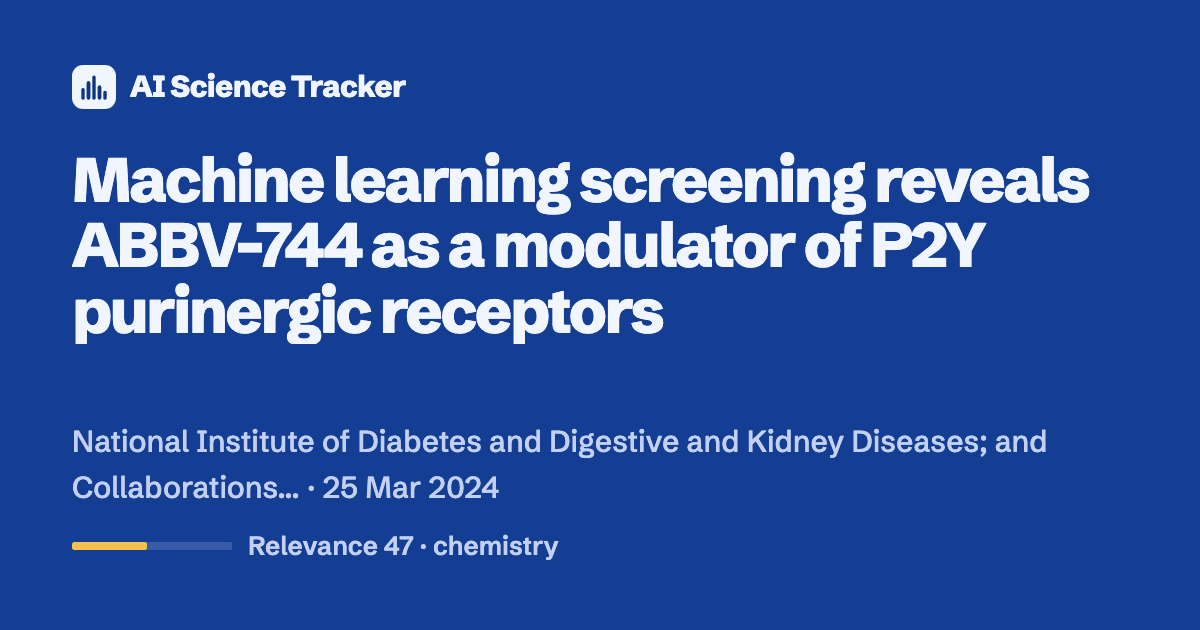 AI Science Tracker
Machine learning screening reveals
ABBV-744 as a modulator of P2Y
purinergic receptors
National Institute of Diabetes and Digestive and Kidney Diseases; and
Collaborations... · 25 Mar 2024
Relevance 47 · chemistry